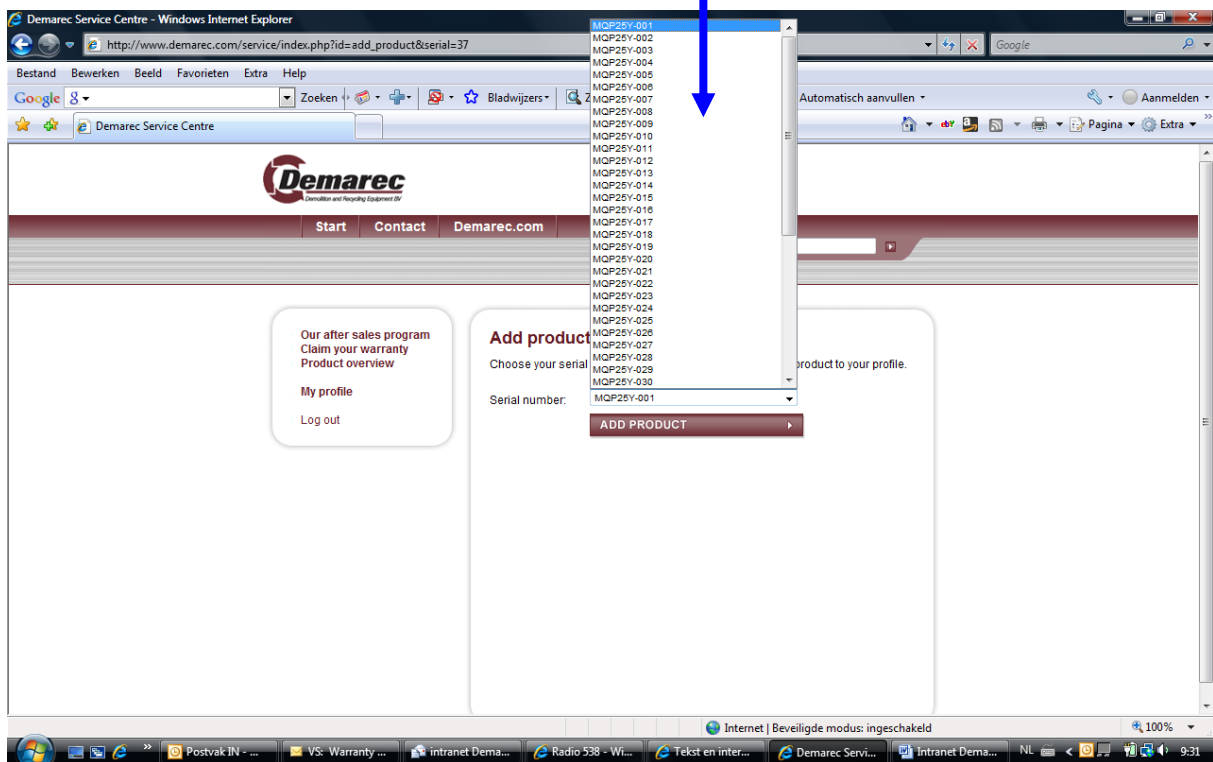 Demarec Service Centre - Windows Internet Explorer
http://www.demarec.com/service/index.php?id=add_product&serial=37
Google
Bestand Bewerken Beeld Favorieten Extra Help
Google Zoeken Bladwijzers Automatisch aanvullen Aanmelden
Demarec Service Centre
ebY Pagina Extra
Demarec
Demolition and Recycling Equipment BV
Start Contact Demarec.com
MQP25Y-001
MQP25Y-002
MQP25Y-003
MQP25Y-004
MQP25Y-005
MQP25Y-006
MQP25Y-007
MQP25Y-008
MQP25Y-009
MQP25Y-010
MQP25Y-011
MQP25Y-012
MQP25Y-013
MQP25Y-014
MQP25Y-015
MQP25Y-016
MQP25Y-017
MQP25Y-018
MQP25Y-019
MQP25Y-020
MQP25Y-021
MQP25Y-022
MQP25Y-023
MQP25Y-024
MQP25Y-025
MQP25Y-026
MQP25Y-027
MQP25Y-028
MQP25Y-029
MQP25Y-030
Our after sales program
Claim your warranty
Product overview
My profile
Log out
Add product
Choose your serial product to your profile.
Serial number: MQP25Y-001
ADD PRODUCT
Internet | Beveiligde modus: ingeschakeld 100%
Postvak IN - ... VS: Warranty ... intranet Dema... Radio 538 - Wi... Tekst en inter... Demarec Servi... Intranet Dema... NL 9:31